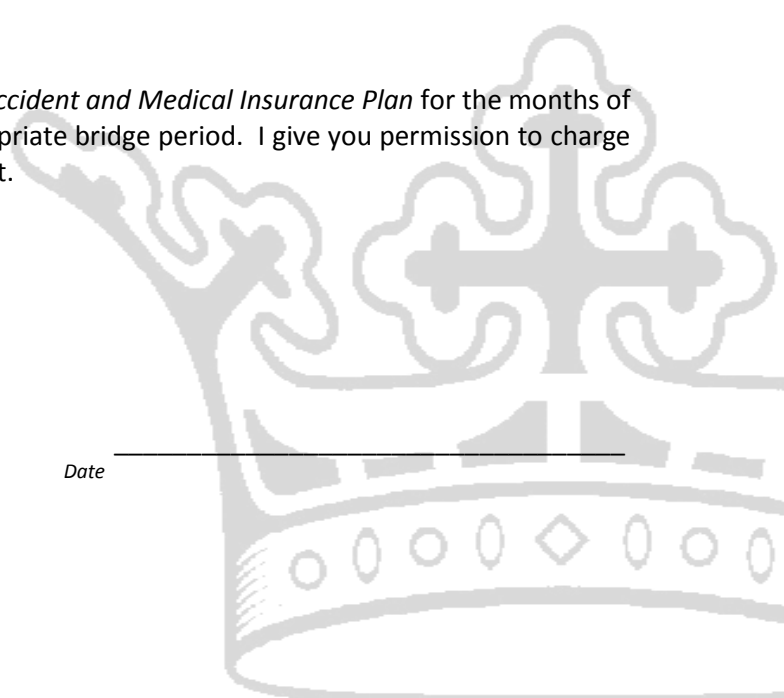 ccident and Medical Insurance Plan for the months of
priate bridge period. I give you permission to charge
t.
Date